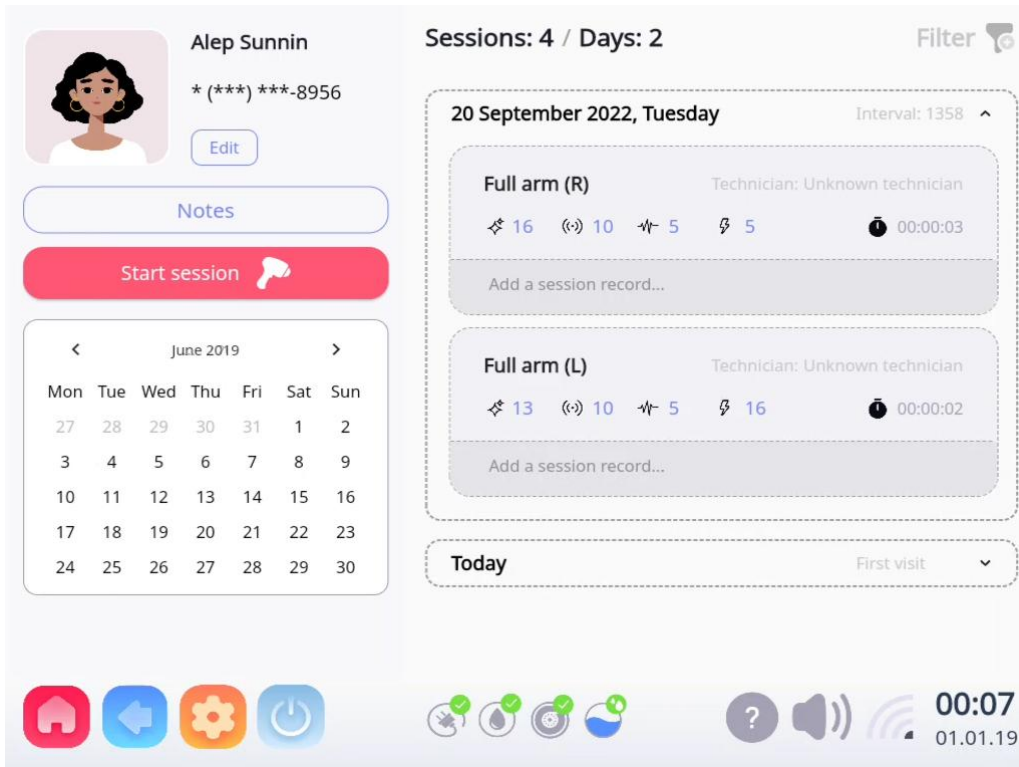 Alep Sunnin
* (***) ***-8956
Edit
Notes
Start session
June 2019
Mon Tue Wed Thu Fri Sat Sun
27 28 29 30 31 1 2
3 4 5 6 7 8 9
10 11 12 13 14 15 16
17 18 19 20 21 22 23
24 25 26 27 28 29 30
Sessions: 4 / Days: 2
Filter
20 September 2022, Tuesday Interval: 1358
Full arm (R) Technician: Unknown technician
16 10 5 5 00:00:03
Add a session record...
Full arm (L) Technician: Unknown technician
13 10 5 16 00:00:02
Add a session record...
Today First visit
?
00:07
01.01.19